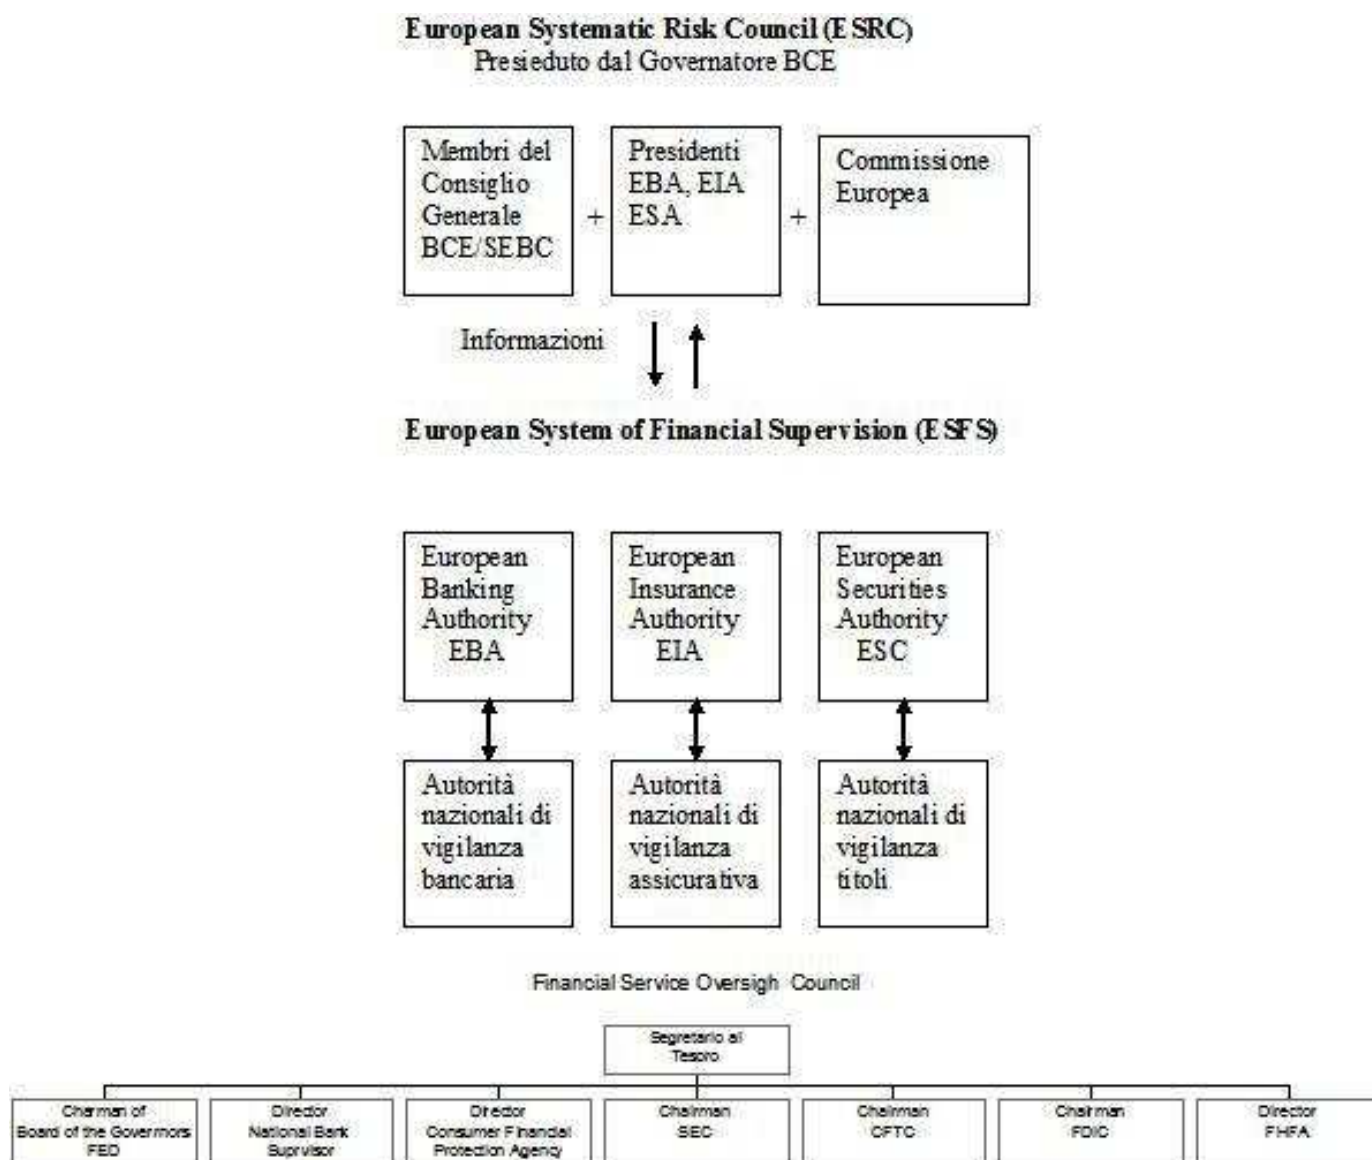 European Systematic Risk Council (ESRC)
Presieduto dal Governatore BCE
Membri del
Consiglio
Generale
BCE/SEBC
+
Presidenti
EBA, EIA
ESA
+
Commissione
Europea
Informazioni
European System of Financial Supervision (ESFS)
European
Banking
Authority
EBA
European
Insurance
Authority
EIA
European
Securities
Authority
ESC
Autorità
nazionali di
vigilanza
bancaria
Autorità
nazionali di
vigilanza
assicurativa
Autorità
nazionali di
vigilanza
titoli
Financial Service Oversigh Council
Segretario al
Tesoro
Charman of
Board of the Governors
FED
Director
National Bank
Suprvisor
Director
Consumer Financial
Protection Agency
Chairman
SEC
Chairman
CFTC
Chairman
FDIC
Director
FHFA